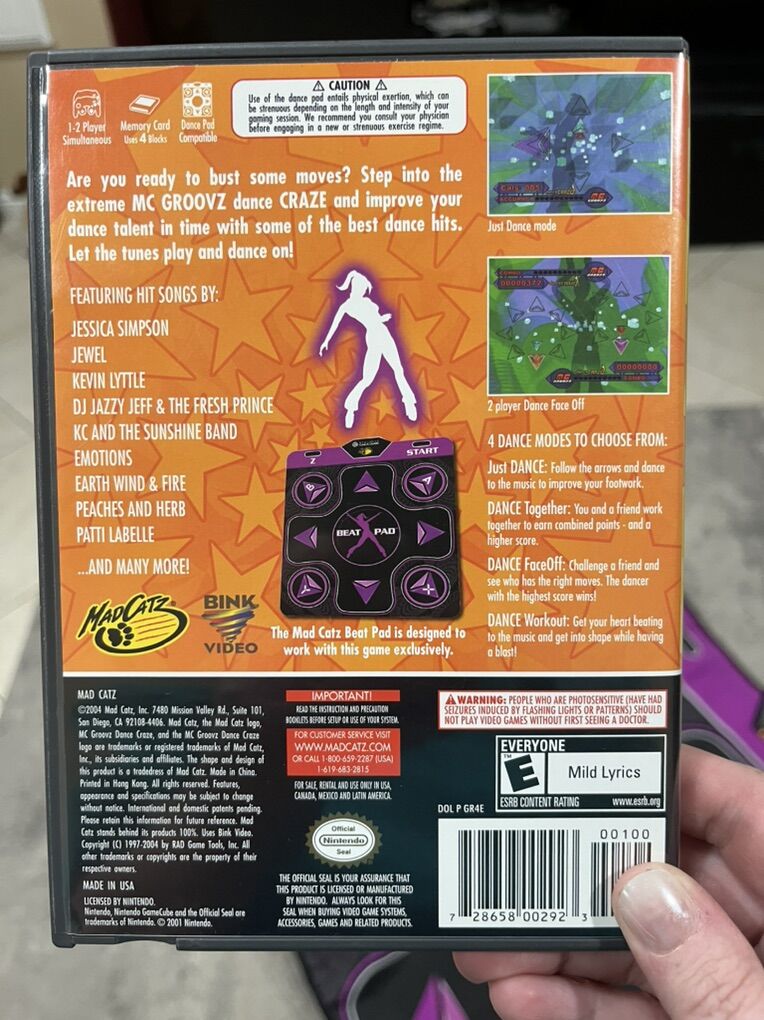 1-2 Player
Simultaneous
Memory Card
Uses 4 Blocks
Dance Pad
Compatible
CAUTION
Use of the dance pad entails physical exertion, which can
be strenuous depending on the length and intensity of your
gaming session. We recommend you consult your physician
before engaging in a new or strenuous exercise regime.
Are you ready to bust some moves? Step into the
extreme MC GROOVZ dance CRAZE and improve your
dance talent in time with some of the best dance hits.
Let the tunes play and dance on!
FEATURING HIT SONGS BY:
JESSICA SIMPSON
JEWEL
KEVIN LYTTLE
DJ JAZZY JEFF & THE FRESH PRINCE
KC AND THE SUNSHINE BAND
EMOTIONS
EARTH WIND & FIRE
PEACHES AND HERB
PATTI LABELLE
...AND MANY MORE!
MAD CATZ
BINK
VIDEO
Z
START
B
A
BEAT PAD
Y
The Mad Catz Beat Pad is designed to
work with this game exclusively.
Just Dance mode
00000372
00000000
2 player Dance Face Off
4 DANCE MODES TO CHOOSE FROM:
Just DANCE: Follow the arrows and dance
to the music to improve your footwork.
DANCE Together: You and a friend work
together to earn combined points - and a
higher score.
DANCE FaceOff: Challenge a friend and
see who has the right moves. The dancer
with the highest score wins!
DANCE Workout: Get your heart beating
to the music and get into shape while having
a blast!
MAD CATZ
©2004 Mad Catz, Inc. 7480 Mission Valley Rd., Suite 101,
San Diego, CA 92108-4406. Mad Catz, the Mad Catz logo,
MC Groovz Dance Craze, and the MC Groovz Dance Craze
logo are trademarks or registered trademarks of Mad Catz,
Inc., its subsidiaries and affiliates. The shape and design of
this product is a tradedress of Mad Catz. Made in China.
Printed in Hong Kong. All rights reserved. Features,
appearance and specifications may be subject to change
without notice. International and domestic patents pending.
Please retain this information for future reference. Mad
Catz stands behind its products 100%. Uses Bink Video.
Copyright (C) 1997-2004 by RAD Game Tools, Inc. All
other trademarks or copyrights are the property of their
respective owners.
MADE IN USA
LICENSED BY NINTENDO.
Nintendo, Nintendo GameCube and the Official Seal are
trademarks of Nintendo. © 2001 Nintendo.
IMPORTANT!
READ THE INSTRUCTION AND PRECAUTION
BOOKLETS BEFORE SETUP OR USE OF YOUR SYSTEM.
FOR CUSTOMER SERVICE VISIT
WWW.MADCATZ.COM
OR CALL 1-800-659-2287 (USA)
1-619-683-2815
FOR SALE, RENTAL AND USE ONLY IN USA,
CANADA, MEXICO AND LATIN AMERICA.
Official
Nintendo
Seal
THE OFFICIAL SEAL IS YOUR ASSURANCE THAT
THIS PRODUCT IS LICENSED OR MANUFACTURED
BY NINTENDO. ALWAYS LOOK FOR THIS
SEAL WHEN BUYING VIDEO GAME SYSTEMS,
ACCESSORIES, GAMES AND RELATED PRODUCTS.
WARNING: PEOPLE WHO ARE PHOTOSENSITIVE (HAVE HAD
SEIZURES INDUCED BY FLASHING LIGHTS OR PATTERNS) SHOULD
NOT PLAY VIDEO GAMES WITHOUT FIRST SEEING A DOCTOR.
EVERYONE
E
TM
Mild Lyrics
ESRB CONTENT RATING
www.esrb.org
DOL P GR4E
00100
7 28658 00292 3